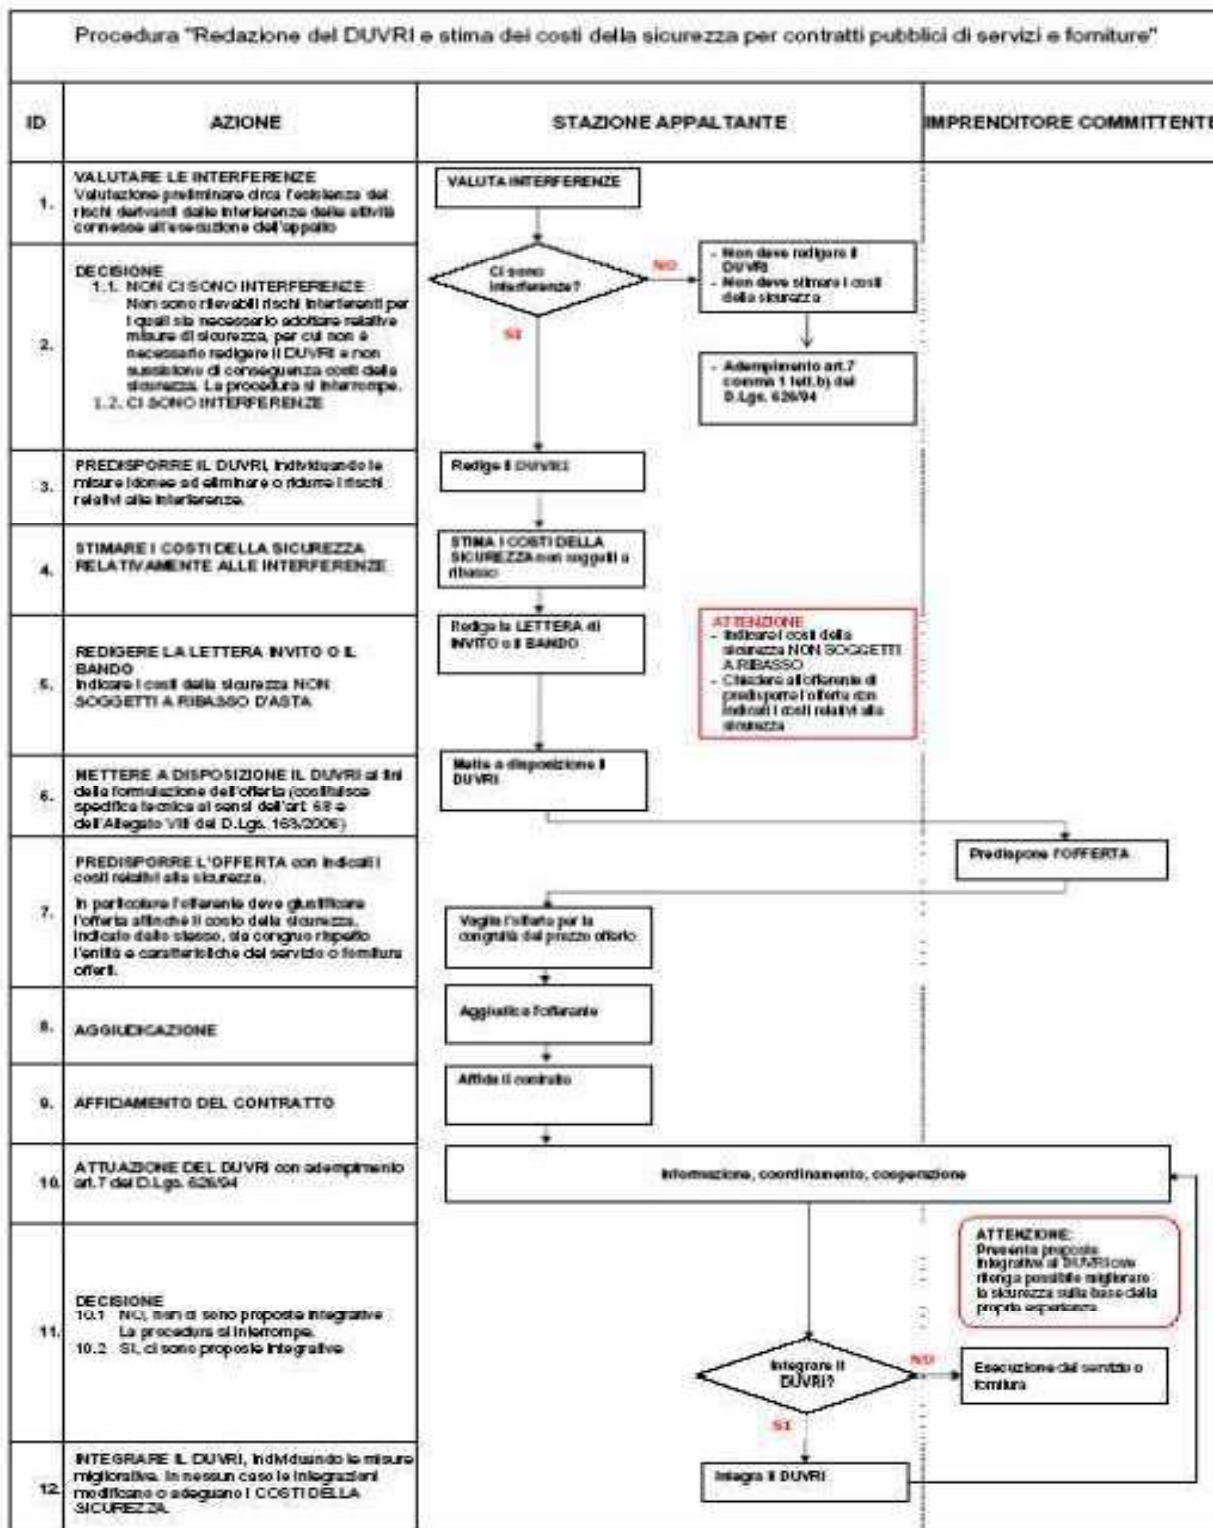 Procedura "Redazione del DUVRI e stima dei costi della sicurezza per contratti pubblici di servizi e forniture"
ID
AZIONE
STAZIONE APPALTANTE
IMPRENDITORE COMMITTENTE
1.
VALUTARE LE INTERFERENZE
Valutazione preliminare circa l'esistenza dei
rischi derivanti dalle interferenze delle attività
connesse all'esecuzione dell'appalto
VALUTA INTERFERENZE
2.
DECISIONE
1.1. NON CI SONO INTERFERENZE
Non sono rilevabili rischi interferenti per
i quali sia necessario adottare relative
misure di sicurezza, per cui non è
necessario redigere il DUVRI e non
sussistono di conseguenza costi della
sicurezza. La procedura si interrompe.
1.2. CI SONO INTERFERENZE
Ci sono
interferenze?
NO
SI
- Non deve redigere il
DUVRI
- Non deve stimare i costi
della sicurezza
- Adempimento art.7
comma 1 lett.b) del
D.Lgs. 626/94
3.
PREDISPORRE IL DUVRI, individuando le
misure idonee ad eliminare o ridurre i rischi
relativi alle interferenze.
Redige il DUVRI
4.
STIMARE I COSTI DELLA SICUREZZA
RELATIVAMENTE ALLE INTERFERENZE
STIMA I COSTI DELLA
SICUREZZA non soggetti a
ribasso
5.
REDIGERE LA LETTERA INVITO O IL
BANDO
Indicare i costi della sicurezza NON
SOGGETTI A RIBASSO D'ASTA
Redige la LETTERA di
INVITO o il BANDO
ATTENZIONE
- Indicare i costi della
sicurezza NON SOGGETTI
A RIBASSO
- Chiedere all'offerente di
predisporre l'offerta con
indicati i costi relativi alla
sicurezza
6.
METTERE A DISPOSIZIONE IL DUVRI ai fini
della formulazione dell'offerta (costituisce
specifica tecnica ai sensi dell'art. 68 e
dell'Allegato VIII del D.Lgs. 163/2006)
Mette a disposizione il
DUVRI
7.
PREDISPORRE L'OFFERTA con indicati i
costi relativi alla sicurezza.
In particolare l'offerente deve giustificare
l'offerta affinchè il costo della sicurezza,
indicato dallo stesso, sia congruo rispetto
l'entità e caratteristiche del servizio o fornitura
offerti.
Predispone l'OFFERTA
Vaglia l'offerta per la
congruità del prezzo offerto
8.
AGGIUDICAZIONE
Aggiudica l'offerente
9.
AFFIDAMENTO DEL CONTRATTO
Affida il contratto
10.
ATTUAZIONE DEL DUVRI con adempimento
art.7 del D.Lgs. 626/94
Informazione, coordinamento, cooperazione
ATTENZIONE:
Presenta proposte
integrative al DUVRI ove
ritenga possibile migliorare
la sicurezza sulla base della
propria esperienza
11.
DECISIONE
10.1 NO, non ci sono proposte integrative
La procedura si interrompe.
10.2 SI, ci sono proposte integrative
Integrare il
DUVRI?
NO
SI
Esecuzione del servizio o
fornitura
12.
INTEGRARE IL DUVRI, individuando le misure
migliorative. In nessun caso le integrazioni
modificano o adeguano i COSTI DELLA
SICUREZZA.
Integra il DUVRI